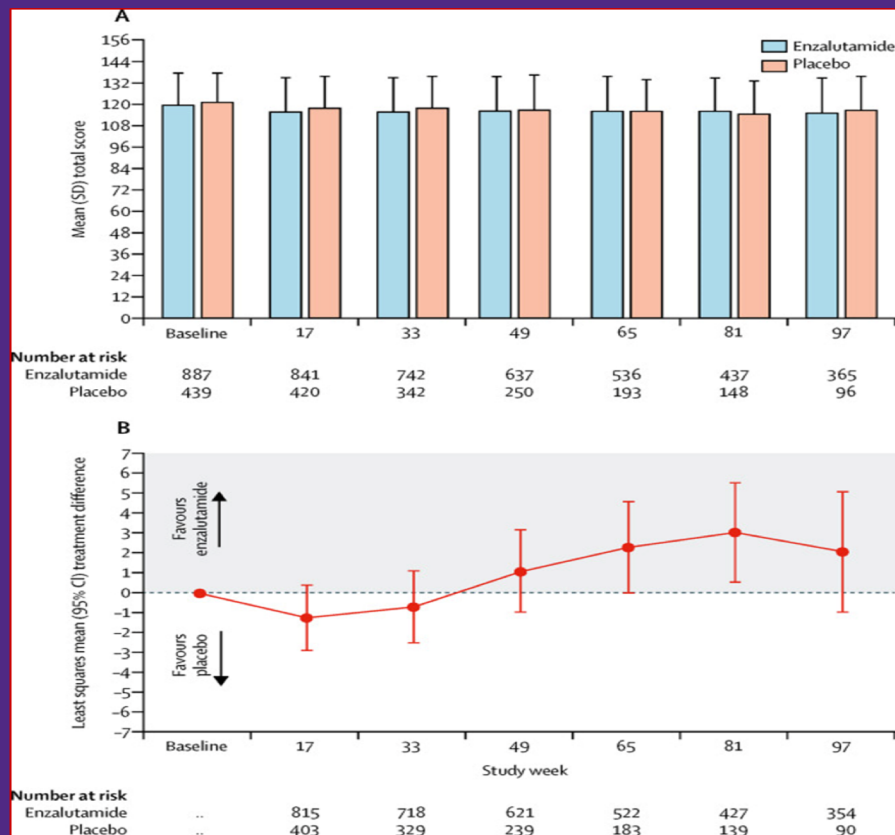 A
Enzalutamide
Placebo
Mean (SD) total score
156
144
132
120
108
96
84
72
60
48
36
24
12
0
Baseline 17 33 49 65 81 97
Number at risk
Enzalutamide 887 841 742 637 536 437 365
Placebo 439 420 342 250 193 148 96
B
Least squares mean (95% CI) treatment difference
7
6
5
4
3
2
1
0
-1
-2
-3
-4
-5
-6
-7
Favours
enzalutamide
Favours
placebo
Baseline 17 33 49 65 81 97
Study week
Number at risk
Enzalutamide .. 815 718 621 522 427 354
Placebo .. 403 329 239 183 139 90